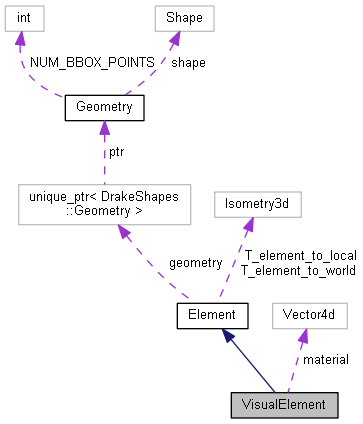 int
Shape
NUM_BBOX_POINTS
shape
Geometry
ptr
unique_ptr< DrakeShapes
::Geometry >
Isometry3d
geometry
T_element_to_local
T_element_to_world
Element
Vector4d
material
VisualElement